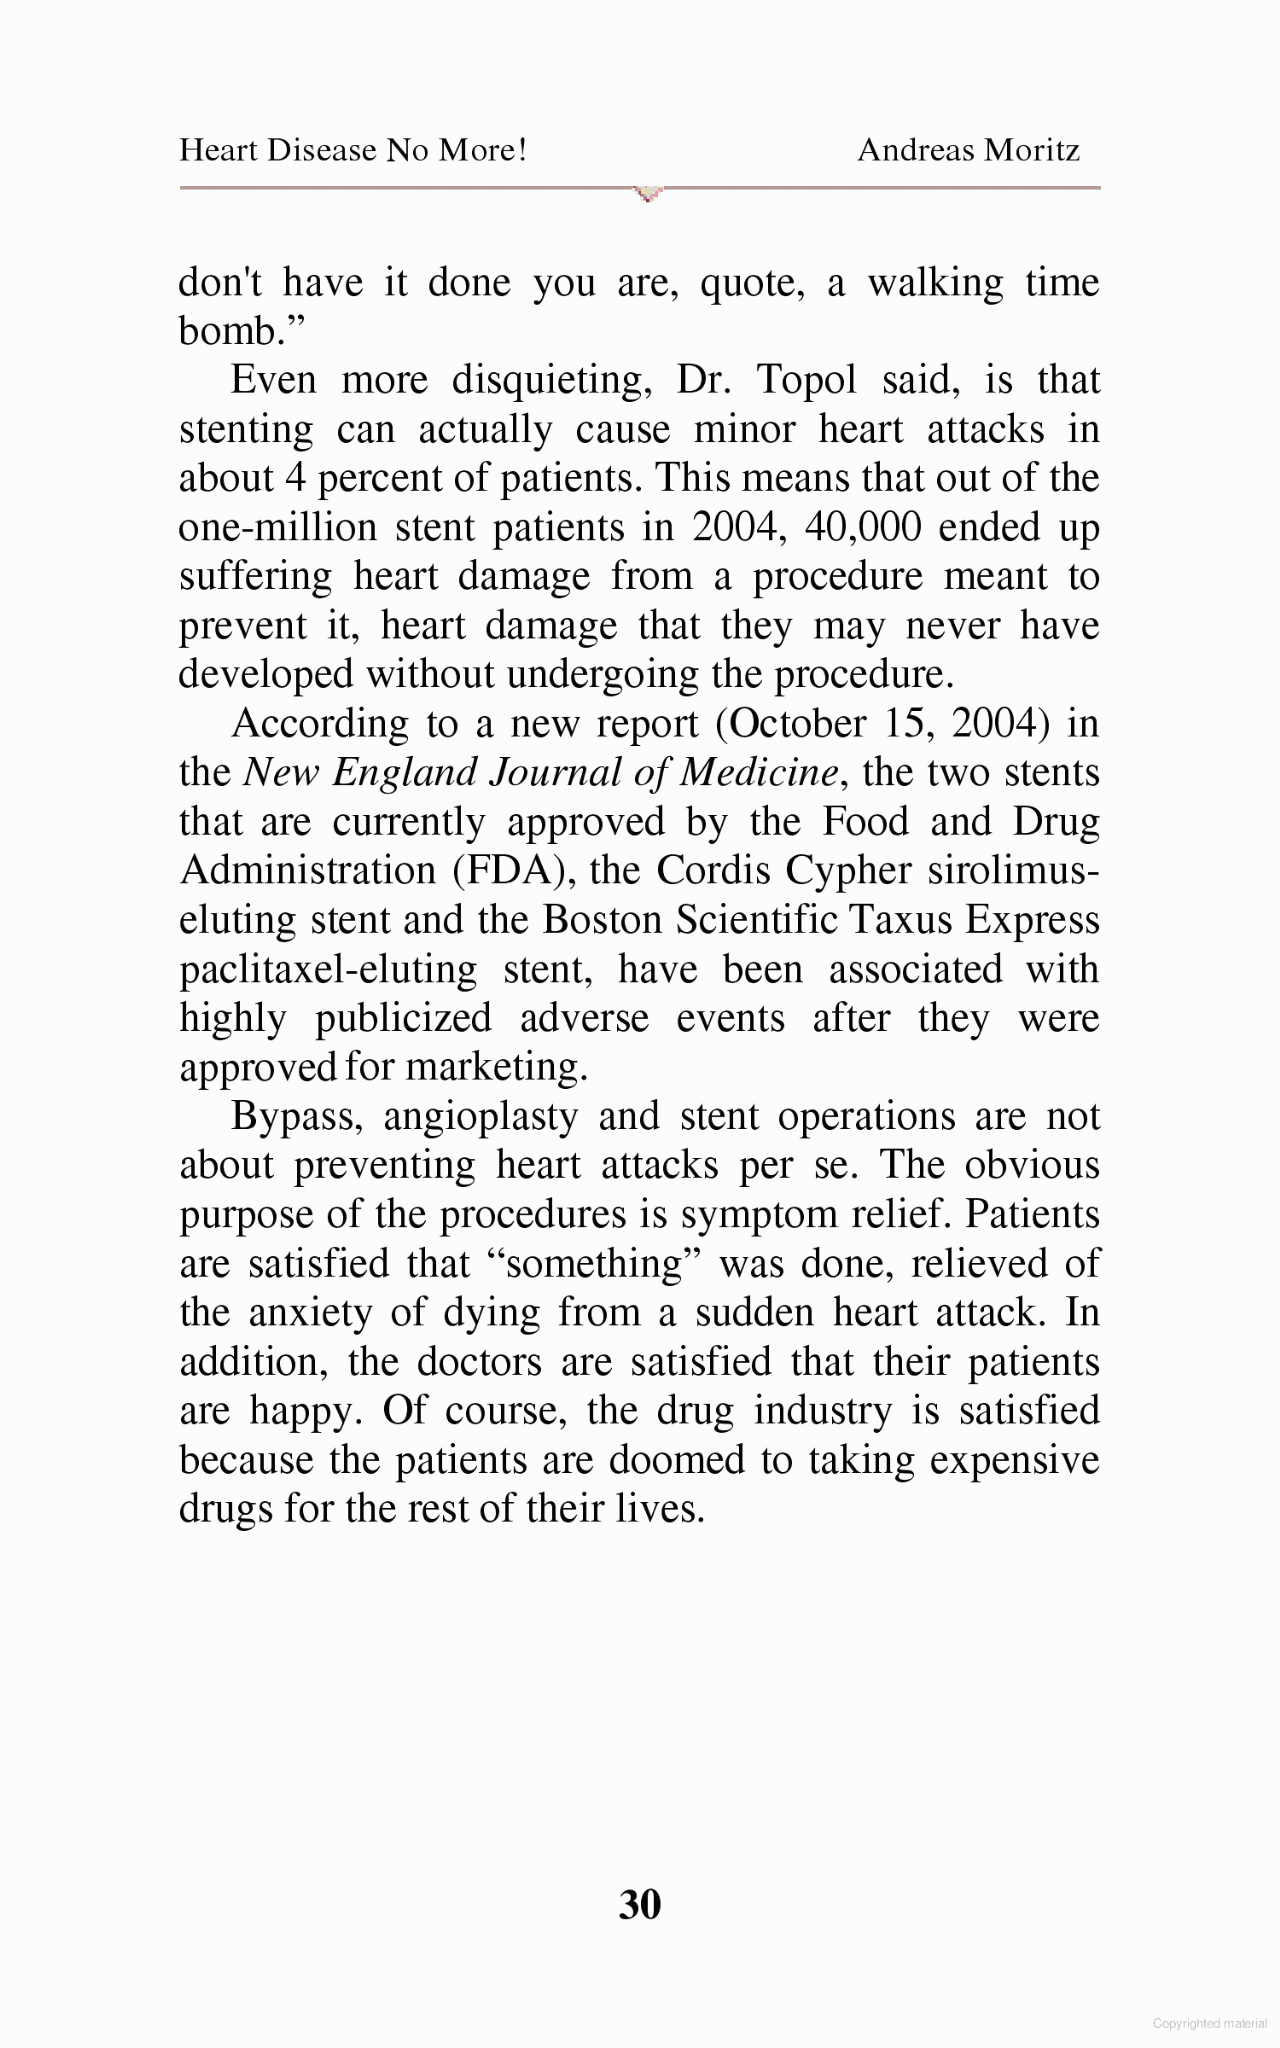 Heart Disease No More! Andreas Moritz
don't have it done you are, quote, a walking time
bomb.”
Even more disquieting, Dr. Topol said, is that
stenting can actually cause minor heart attacks in
about 4 percent of patients. This means that out of the
one-million stent patients in 2004, 40,000 ended up
suffering heart damage from a procedure meant to
prevent it, heart damage that they may never have
developed without undergoing the procedure.
According to a new report (October 15, 2004) in
the New England Journal of Medicine, the two stents
that are currently approved by the Food and Drug
Administration (FDA), the Cordis Cypher sirolimus-
eluting stent and the Boston Scientific Taxus Express
paclitaxel-eluting stent, have been associated with
highly publicized adverse events after they were
approved for marketing.
Bypass, angioplasty and stent operations are not
about preventing heart attacks per se. The obvious
purpose of the procedures is symptom relief. Patients
are satisfied that “something” was done, relieved of
the anxiety of dying from a sudden heart attack. In
addition, the doctors are satisfied that their patients
are happy. Of course, the drug industry is satisfied
because the patients are doomed to taking expensive
drugs for the rest of their lives.
30
Copyrighted material